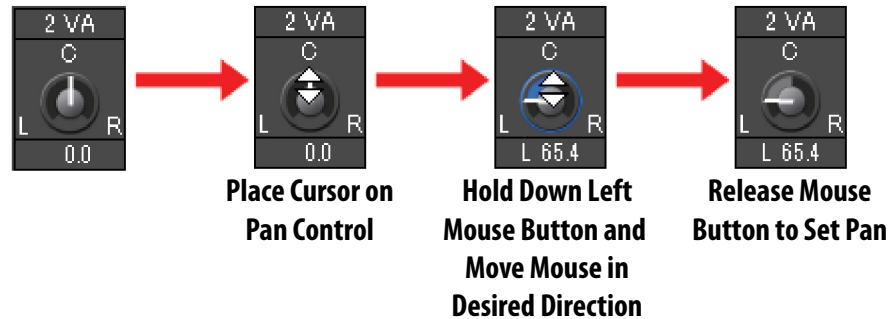 2 VA
C
L R
0.0
2 VA
C
L R
0.0
Place Cursor on
Pan Control
2 VA
C
L R
L 65.4
Hold Down Left
Mouse Button and
Move Mouse in
Desired Direction
2 VA
C
L R
L 65.4
Release Mouse
Button to Set Pan